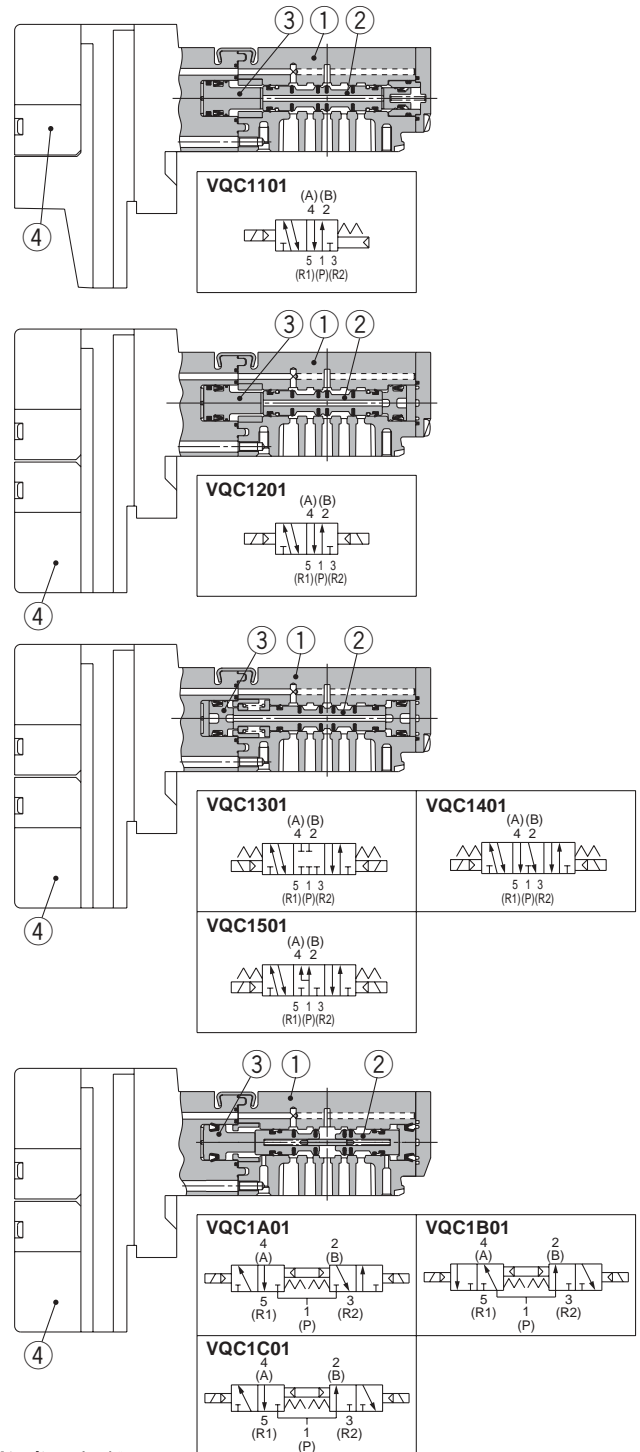 3 1 2
4
VQC1101
(A) (B)
4 2
5 1 3
(R1)(P)(R2)
3 1 2
4
VQC1201
(A) (B)
4 2
5 1 3
(R1)(P)(R2)
3 1 2
4
VQC1301
(A) (B)
4 2
5 1 3
(R1)(P)(R2)
VQC1401
(A) (B)
4 2
5 1 3
(R1)(P)(R2)
VQC1501
(A) (B)
4 2
5 1 3
(R1)(P)(R2)
3 1 2
4
VQC1A01
4 2
(A) (B)
5 1 3
(R1) (P) (R2)
VQC1B01
4 2
(A) (B)
5 1 3
(R1) (P) (R2)
VQC1C01
4 2
(A) (B)
5 1 3
(R1) (P) (R2)